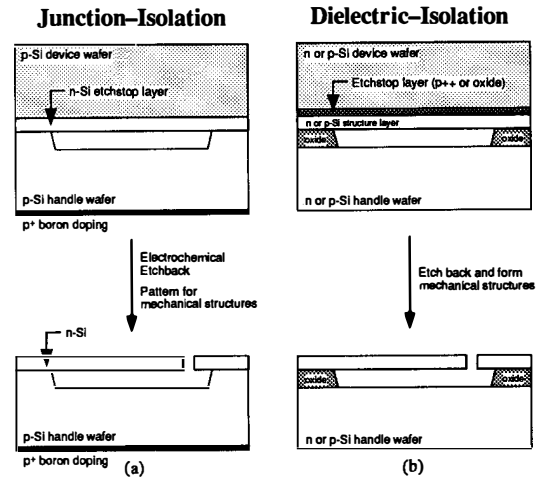 Junction–Isolation
p-Si device wafer
n-Si etchstop layer
p-Si handle wafer
p+ boron doping
Electrochemical
Etchback
Pattern for
mechanical structures
n-Si
p-Si handle wafer
p+ boron doping
(a)
Dielectric–Isolation
n or p-Si device wafer
Etchstop layer (p++ or oxide)
n or p-Si structure layer
oxide
oxide
n or p-Si handle wafer
Etch back and form
mechanical structures
oxide
oxide
n or p-Si handle wafer
(b)